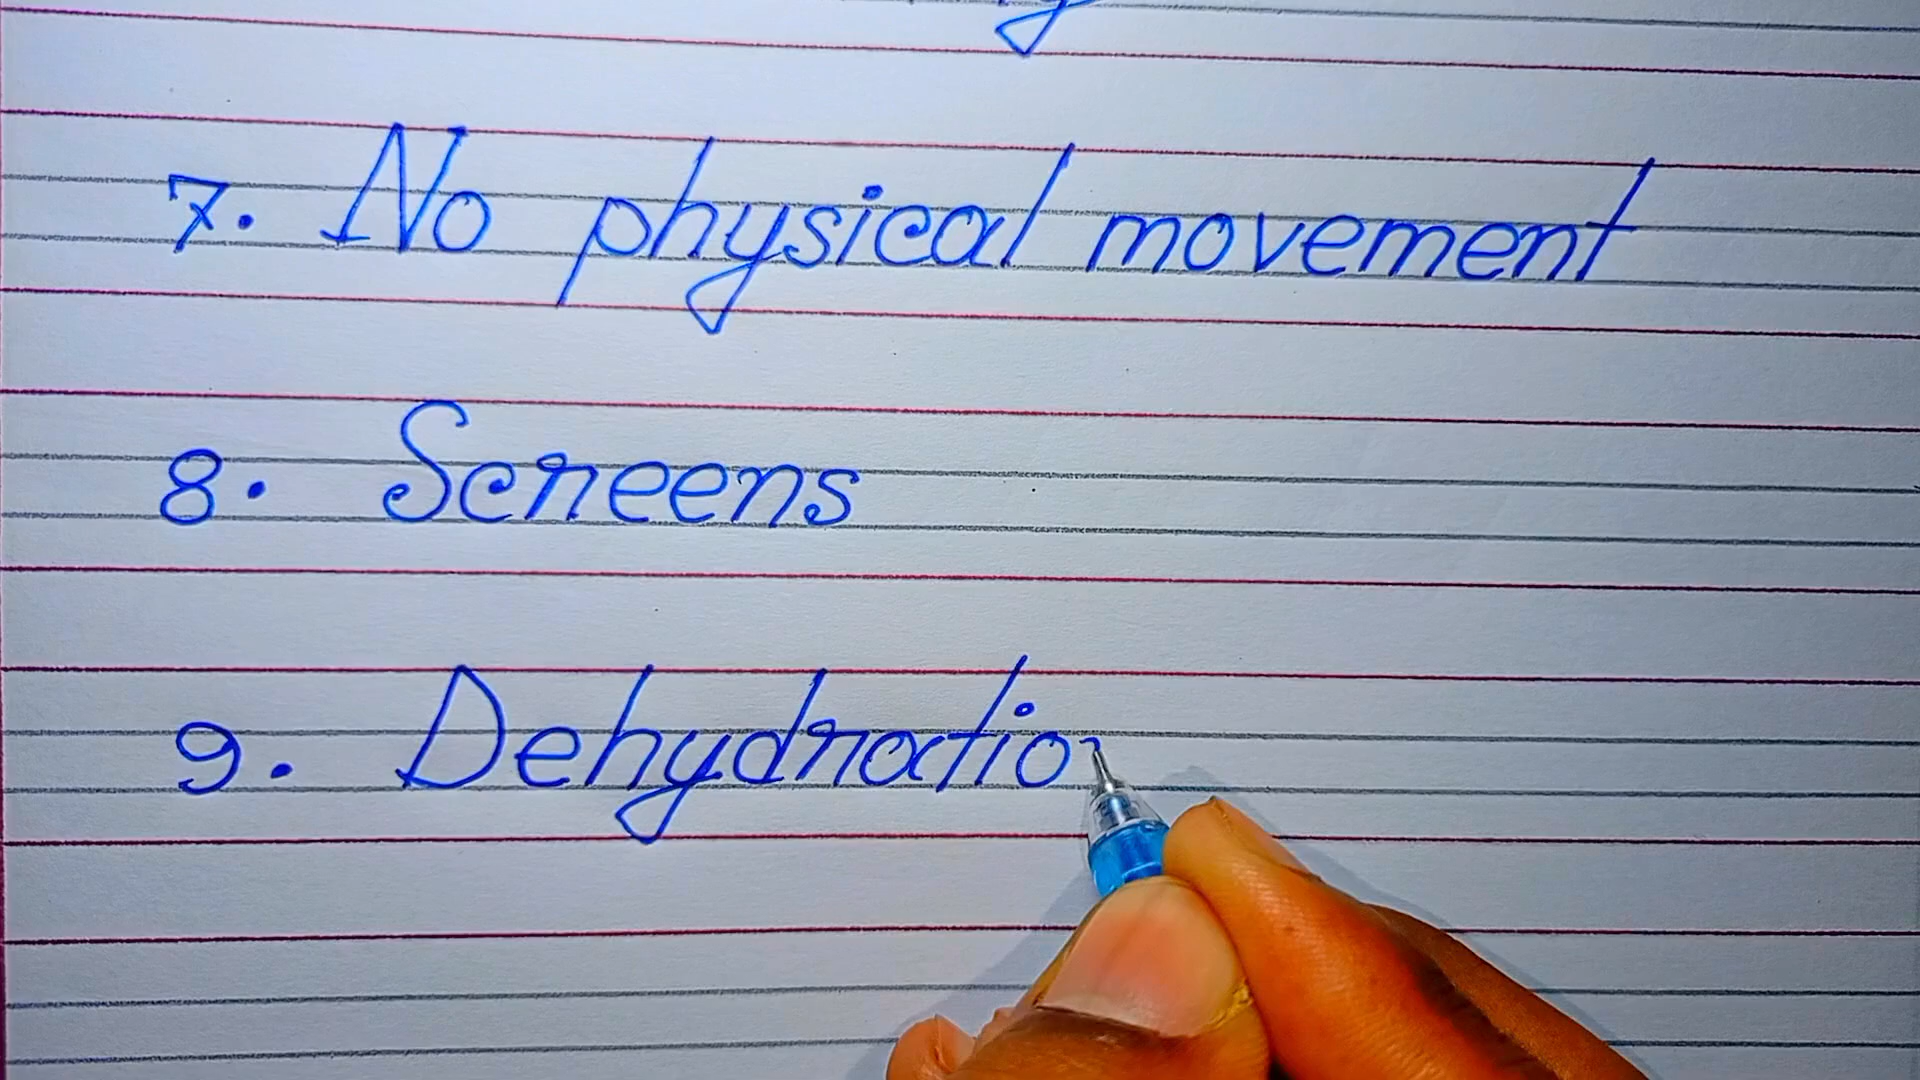 7. No physical movement
8. Screens
9. Dehydratio